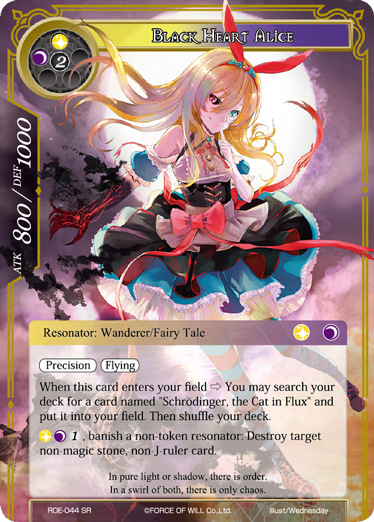 Black Heart Alice
2
ATK 800 / DEF 1000
Resonator: Wanderer/Fairy Tale
Precision Flying
When this card enters your field ⇨ You may search your
deck for a card named "Schrödinger, the Cat in Flux" and
put it into your field. Then shuffle your deck.
1 , banish a non-token resonator: Destroy target
non-magic stone, non-J-ruler card.
In pure light or shadow, there is order.
In a swirl of both, there is only chaos.
RDE-044 SR ©FORCE OF WILL Co.,Ltd. Illust/Wednesday